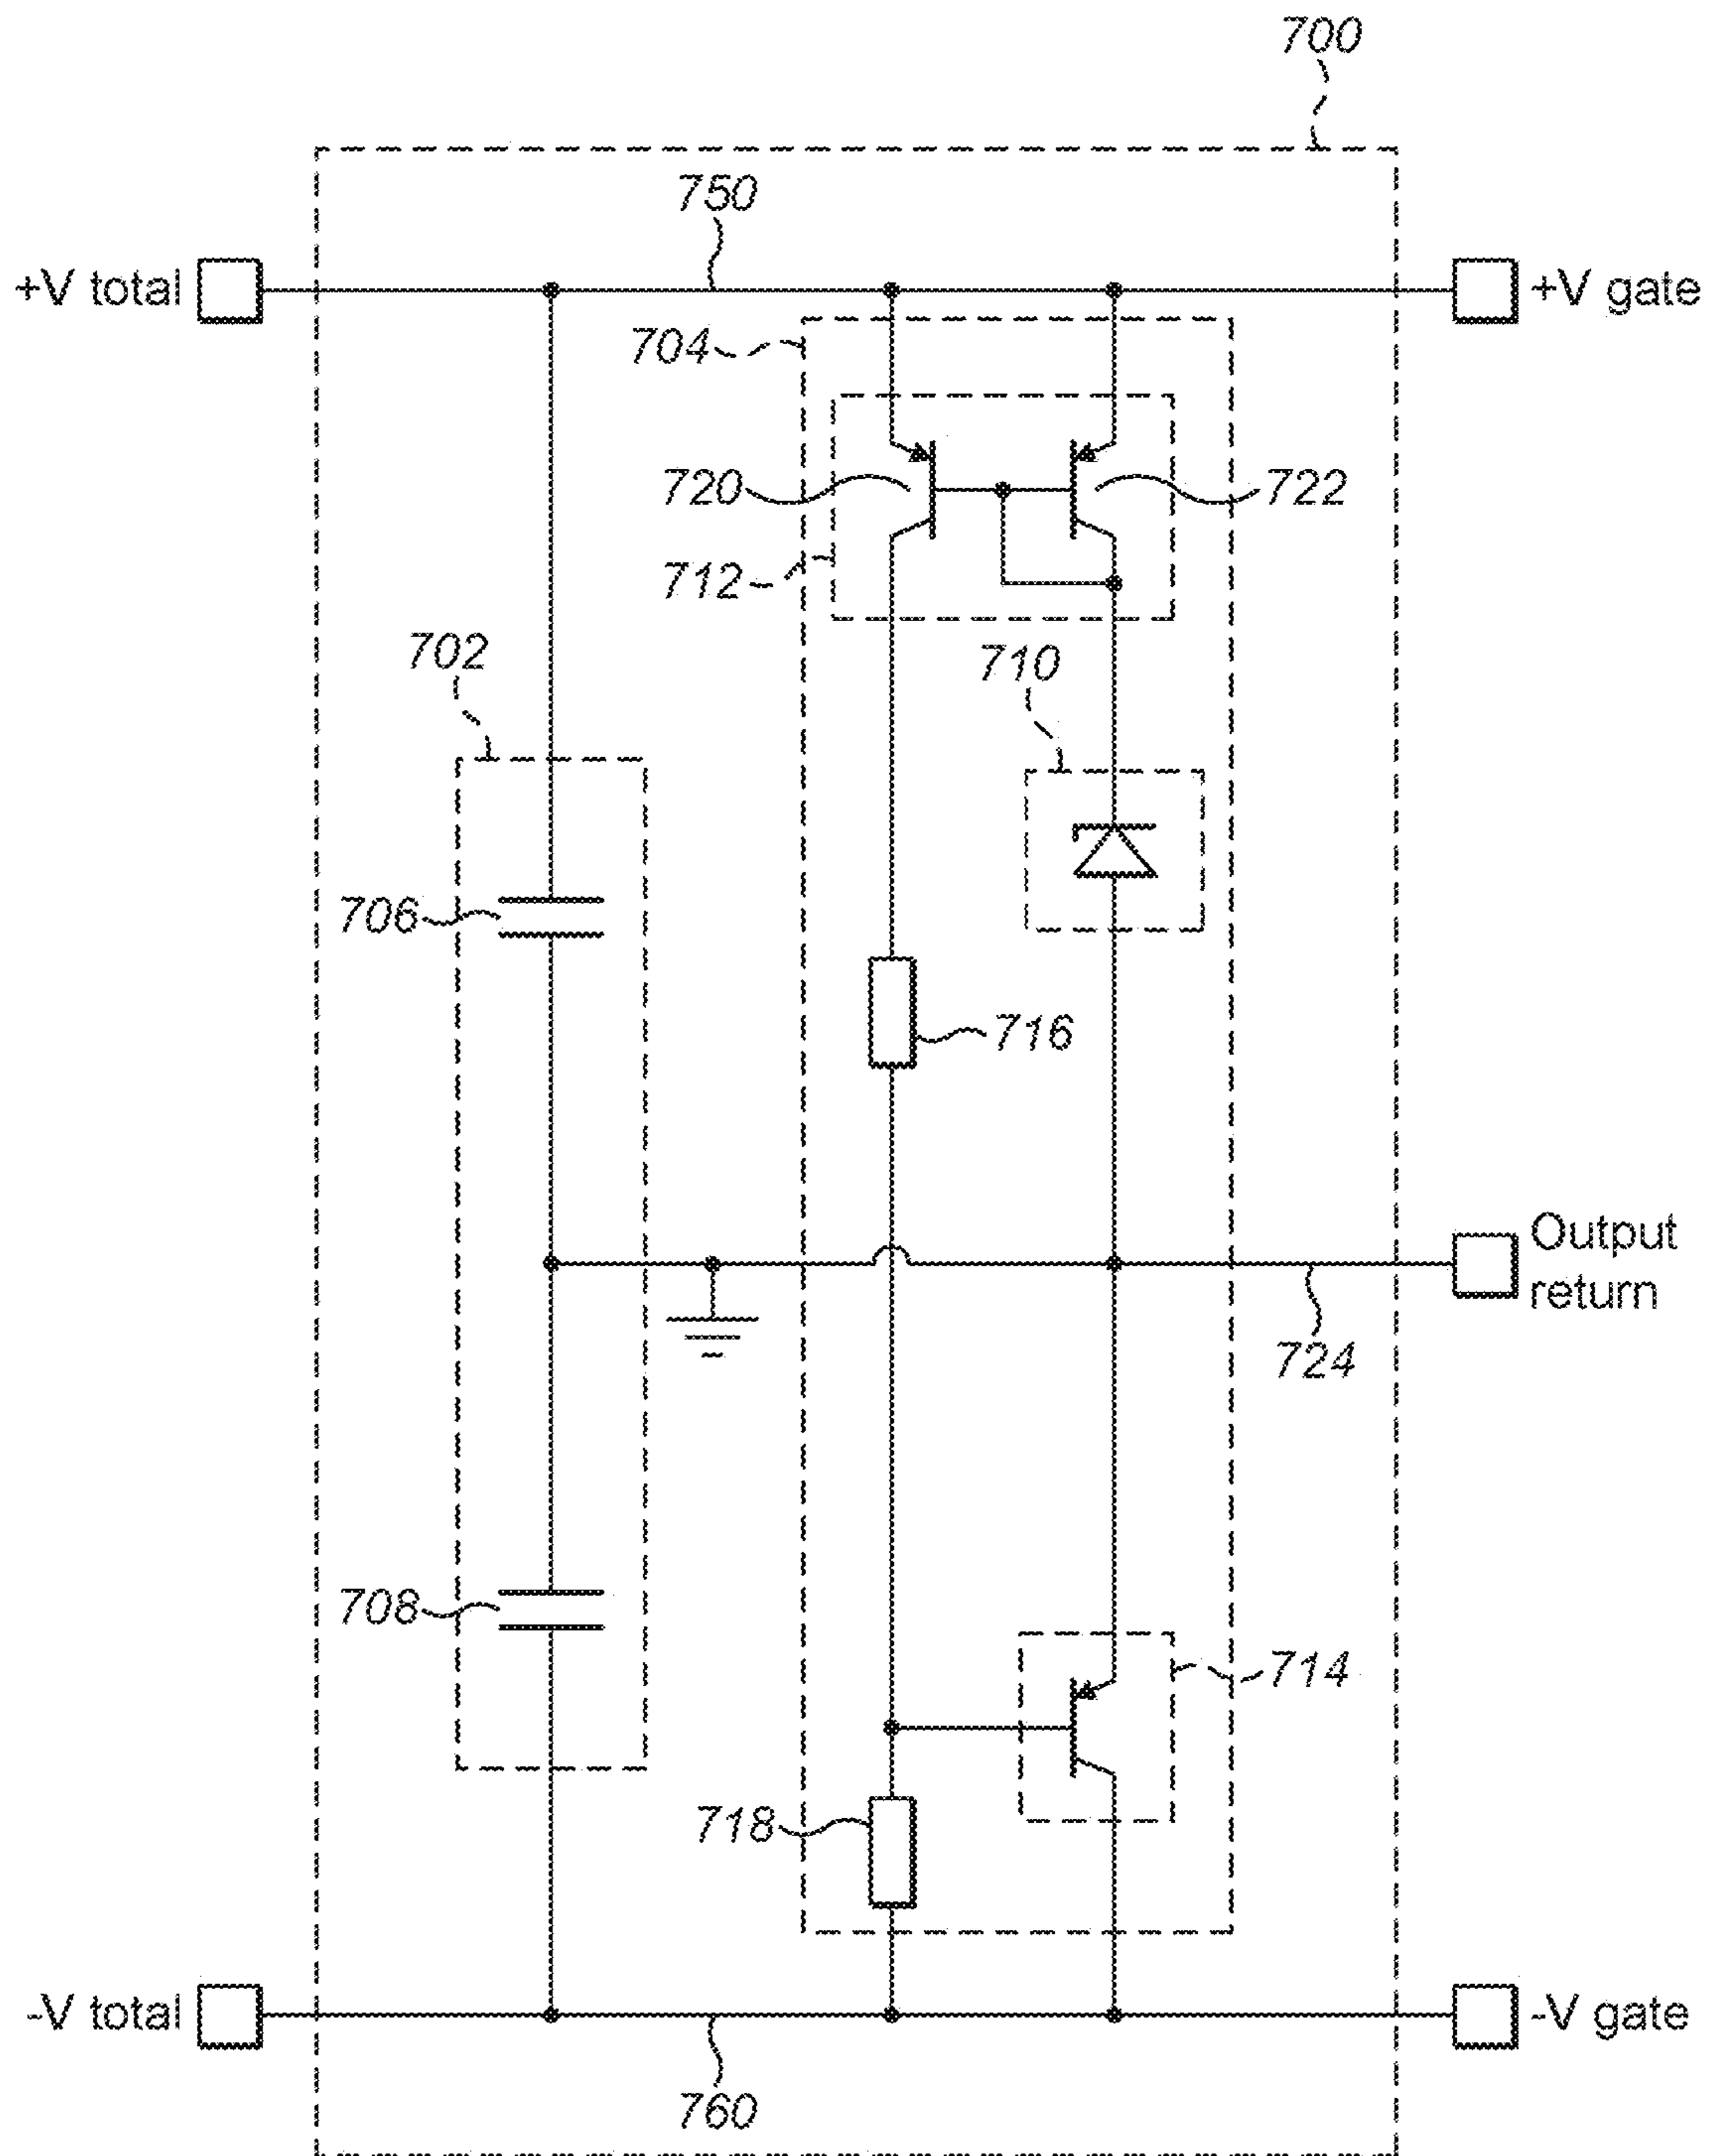 700
750
+V total
+V gate
704
720
722
712
702
710
706
716
Output
return
724
708
714
718
-V total
-V gate
760